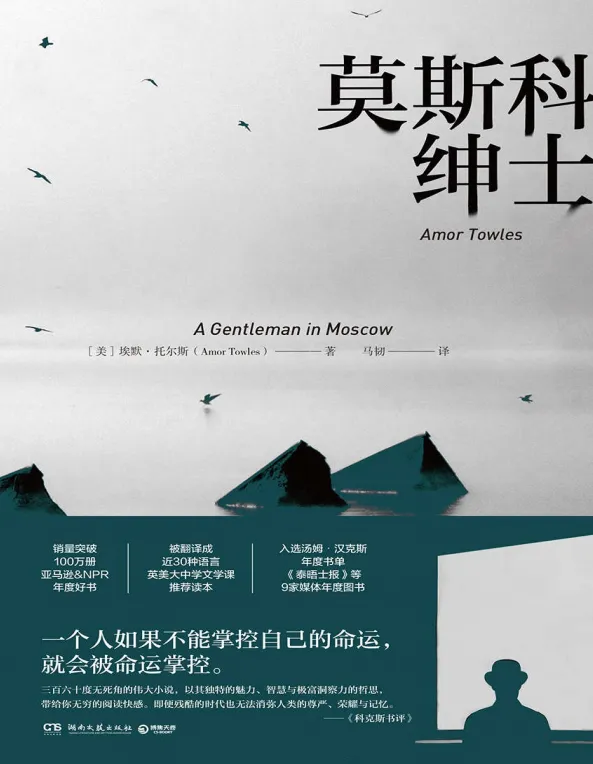 莫斯科
绅士
Amor Towles
A Gentleman in Moscow
［美］埃默·托尔斯（Amor Towles）———著 马韧———译
销量突破
100万册
亚马逊&NPR
年度好书
被翻译成
近30种语言
英美大中学文学课
推荐读本
入选汤姆·汉克斯
年度书单
《泰晤士报》等
9家媒体年度图书
一个人如果不能掌控自己的命运，
就会被命运掌控。
三百六十度无死角的伟大小说，以其独特的魅力、智慧与极富洞察力的哲思，
带给你无穷的阅读快感。即便残酷的时代也无法消弥人类的尊严、荣耀与记忆。
——《科克斯书评》
CTS 湖南文艺出版社 博集天卷 CS-BOOKY